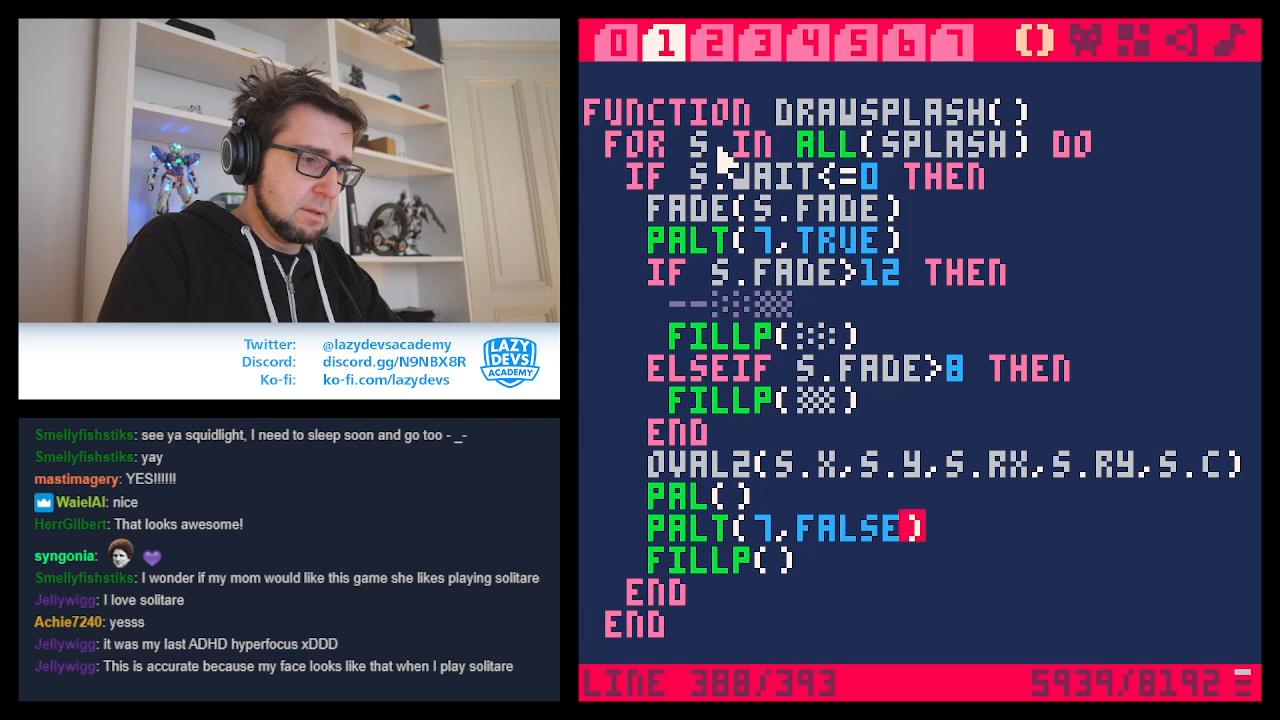 0 1 2 3 4 5 6 7
FUNCTION DRAWSPLASH()
FOR S IN ALL(SPLASH) DO
IF S.WAIT<=0 THEN
FADE(S.FADE)
PALT(7,TRUE)
IF S.FADE>12 THEN
--░▒
FILLP(░)
ELSEIF S.FADE>8 THEN
FILLP(▒)
END
OVAL2(S.X,S.Y,S.RX,S.RY,S.C)
PAL()
PALT(7,FALSE)
FILLP()
END
END
LINE 388/393 5939/8192
Twitter: @lazydevsacademy
Discord: discord.gg/N9NBX8R
Ko-fi: ko-fi.com/lazydevs
LAZY
DEVS
ACADEMY
Smellyfishstiks: see ya squidlight, I need to sleep soon and go too - _-
Smellyfishstiks: yay
mastimagery: YES!!!!!!
WaielAl: nice
HerrGilbert: That looks awesome!
syngonia:
Smellyfishstiks: I wonder if my mom would like this game she likes playing solitare
Jellywigg: I love solitare
Achie7240: yesss
Jellywigg: it was my last ADHD hyperfocus xDDD
Jellywigg: This is accurate because my face looks like that when I play solitare